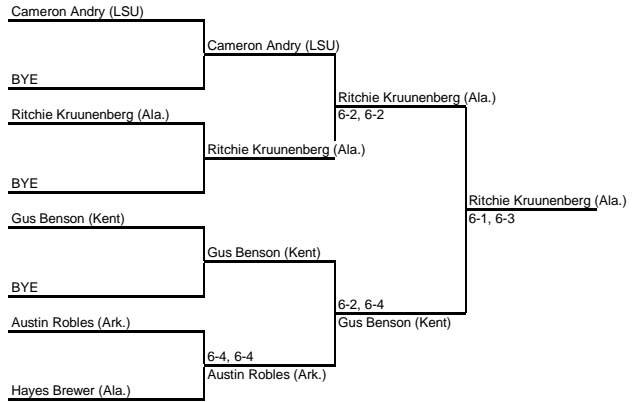 Cameron Andry (LSU)
Cameron Andry (LSU)
BYE
Ritchie Kruunenberg (Ala.)
Ritchie Kruunenberg (Ala.)
6-2, 6-2
Ritchie Kruunenberg (Ala.)
BYE
Ritchie Kruunenberg (Ala.)
6-1, 6-3
Gus Benson (Kent)
Gus Benson (Kent)
BYE
6-2, 6-4
Gus Benson (Kent)
Austin Robles (Ark.)
6-4, 6-4
Austin Robles (Ark.)
Hayes Brewer (Ala.)